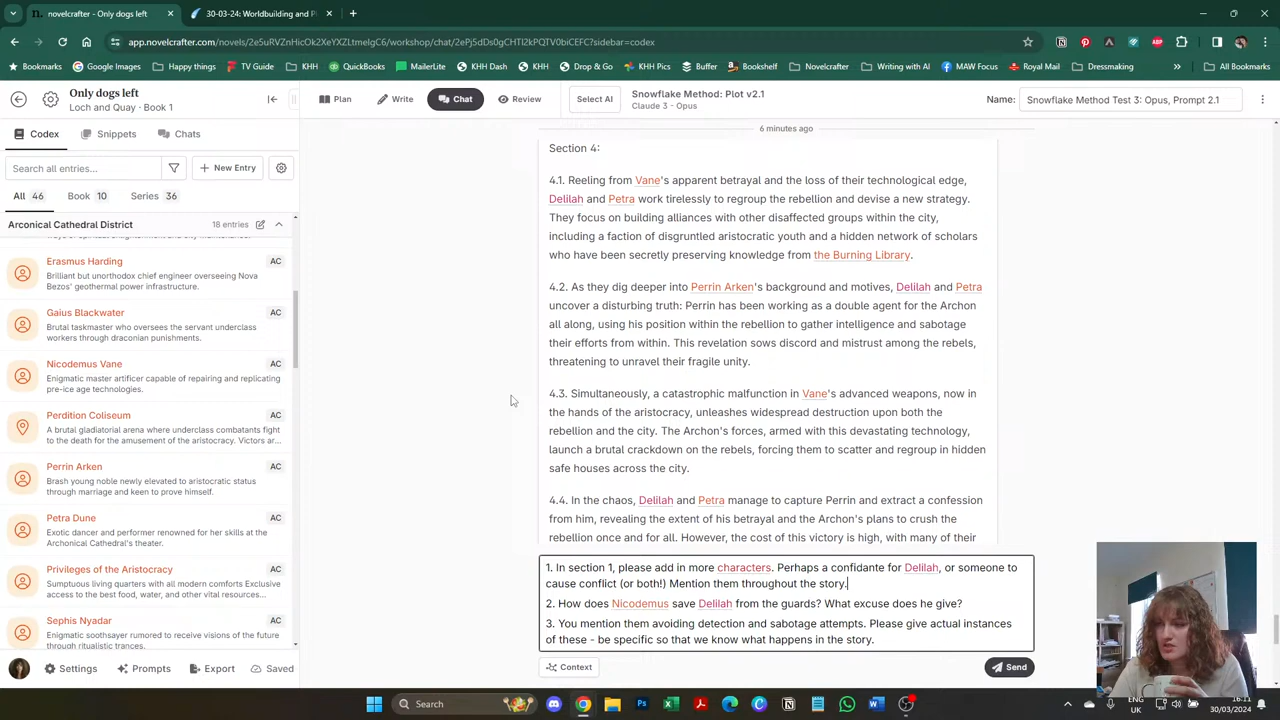 novelcrafter
30-03-24: Worldbuilding and P
app.novelcrafter.com/novels/2e5uRVZnHicOk2XeYXZLtmelgC6/workshop/chat/2ePj5dDs0gCHTl2kPQTV0biCEFC?sidebar=codex
Bookmarks
Google Images
Happy things
TV Guide
KHH
QuickBooks
MailerLite
KHH Dash
KHH
Drop & Go
KHH Pics
Buffer
Bookshelf
Novelcrafter
Writing w AI
MAW
Focus Mate
All Bookmarks
Only dogs left
Loch and Quay - Book 1
Plan
Write
Chat
Review
Select AI
Snowflake Method: Plot v2.1
Claude 3 - Opus
Name:
Snowflake Method Test 3: Opus, Prompt 2.1
Codex
Snippets
Chats
Search all entries...
New Entry
All 46
Book 10
Series 36
Arconical Cathedral District
18 entries
Erasmus Harding
AC
Brilliant but unorthodox chief engineer overseeing Nova
Bezos' geothermal power infrastructure.
Gaius Blackwater
AC
Brutal taskmaster who oversees the servant underclass
workers through draconian punishments.
Nicodemus Vane
AC
Enigmatic master artificer capable of repairing and replicating
pre-ice age technologies.
Perdition Coliseum
AC
A brutal gladiatorial arena where underclass combatants fight
to the death for the amusement of the aristocracy. Victors ar...
Perrin Arken
AC
Brash young noble newly elevated to aristocratic status
through marriage and keen to prove himself.
Petra Dune
AC
Exotic dancer and performer renowned for her skills at the
Archonical Cathedral's theater.
Privileges of the Aristocracy
AC
Sumptuous living quarters with all modern comforts Exclusive
access to the best food, water, and other vital resources...
Sephis Nyadar
AC
Enigmatic soothsayer rumored to receive visions of the future
through ritualistic trances.
Settings
Prompts
Export
Saved
6 minutes ago
Section 4:
4.1. Reeling from Vane's apparent betrayal and the loss of their technological edge,
Delilah and Petra work tirelessly to regroup the rebellion and devise a new strategy.
They focus on building alliances with other disaffected groups within the city,
including a faction of disgruntled aristocratic youth and a hidden network of scholars
who have been secretly preserving knowledge from the Burning Library.
4.2. As they dig deeper into Perrin Arken's background and motives, Delilah and Petra
uncover a disturbing truth: Perrin has been working as a double agent for the Archon
all along, using his position within the rebellion to gather intelligence and sabotage
their efforts from within. This revelation sows discord and mistrust among the rebels,
threatening to unravel their fragile unity.
4.3. Simultaneously, a catastrophic malfunction in Vane's advanced weapons, now in
the hands of the aristocracy, unleashes widespread destruction upon both the
rebellion and the city. The Archon's forces, armed with this devastating technology,
launch a brutal crackdown on the rebels, forcing them to scatter and regroup in hidden
safe houses across the city.
4.4. In the chaos, Delilah and Petra manage to capture Perrin and extract a confession
from him, revealing the extent of his betrayal and the Archon's plans to crush the
rebellion once and for all. However, the cost of this victory is high, with many of their
1. In section 1, please add in more characters. Perhaps a confidante for Delilah, or someone to
cause conflict (or both!) Mention them throughout the story.
2. How does Nicodemus save Delilah from the guards? What excuse does he give?
3. You mention them avoiding detection and sabotage attempts. Please give actual instances
of these - be specific so that we know what happens in the story.
Context
Send
Search
ENG
UK
16:11
30/03/2024